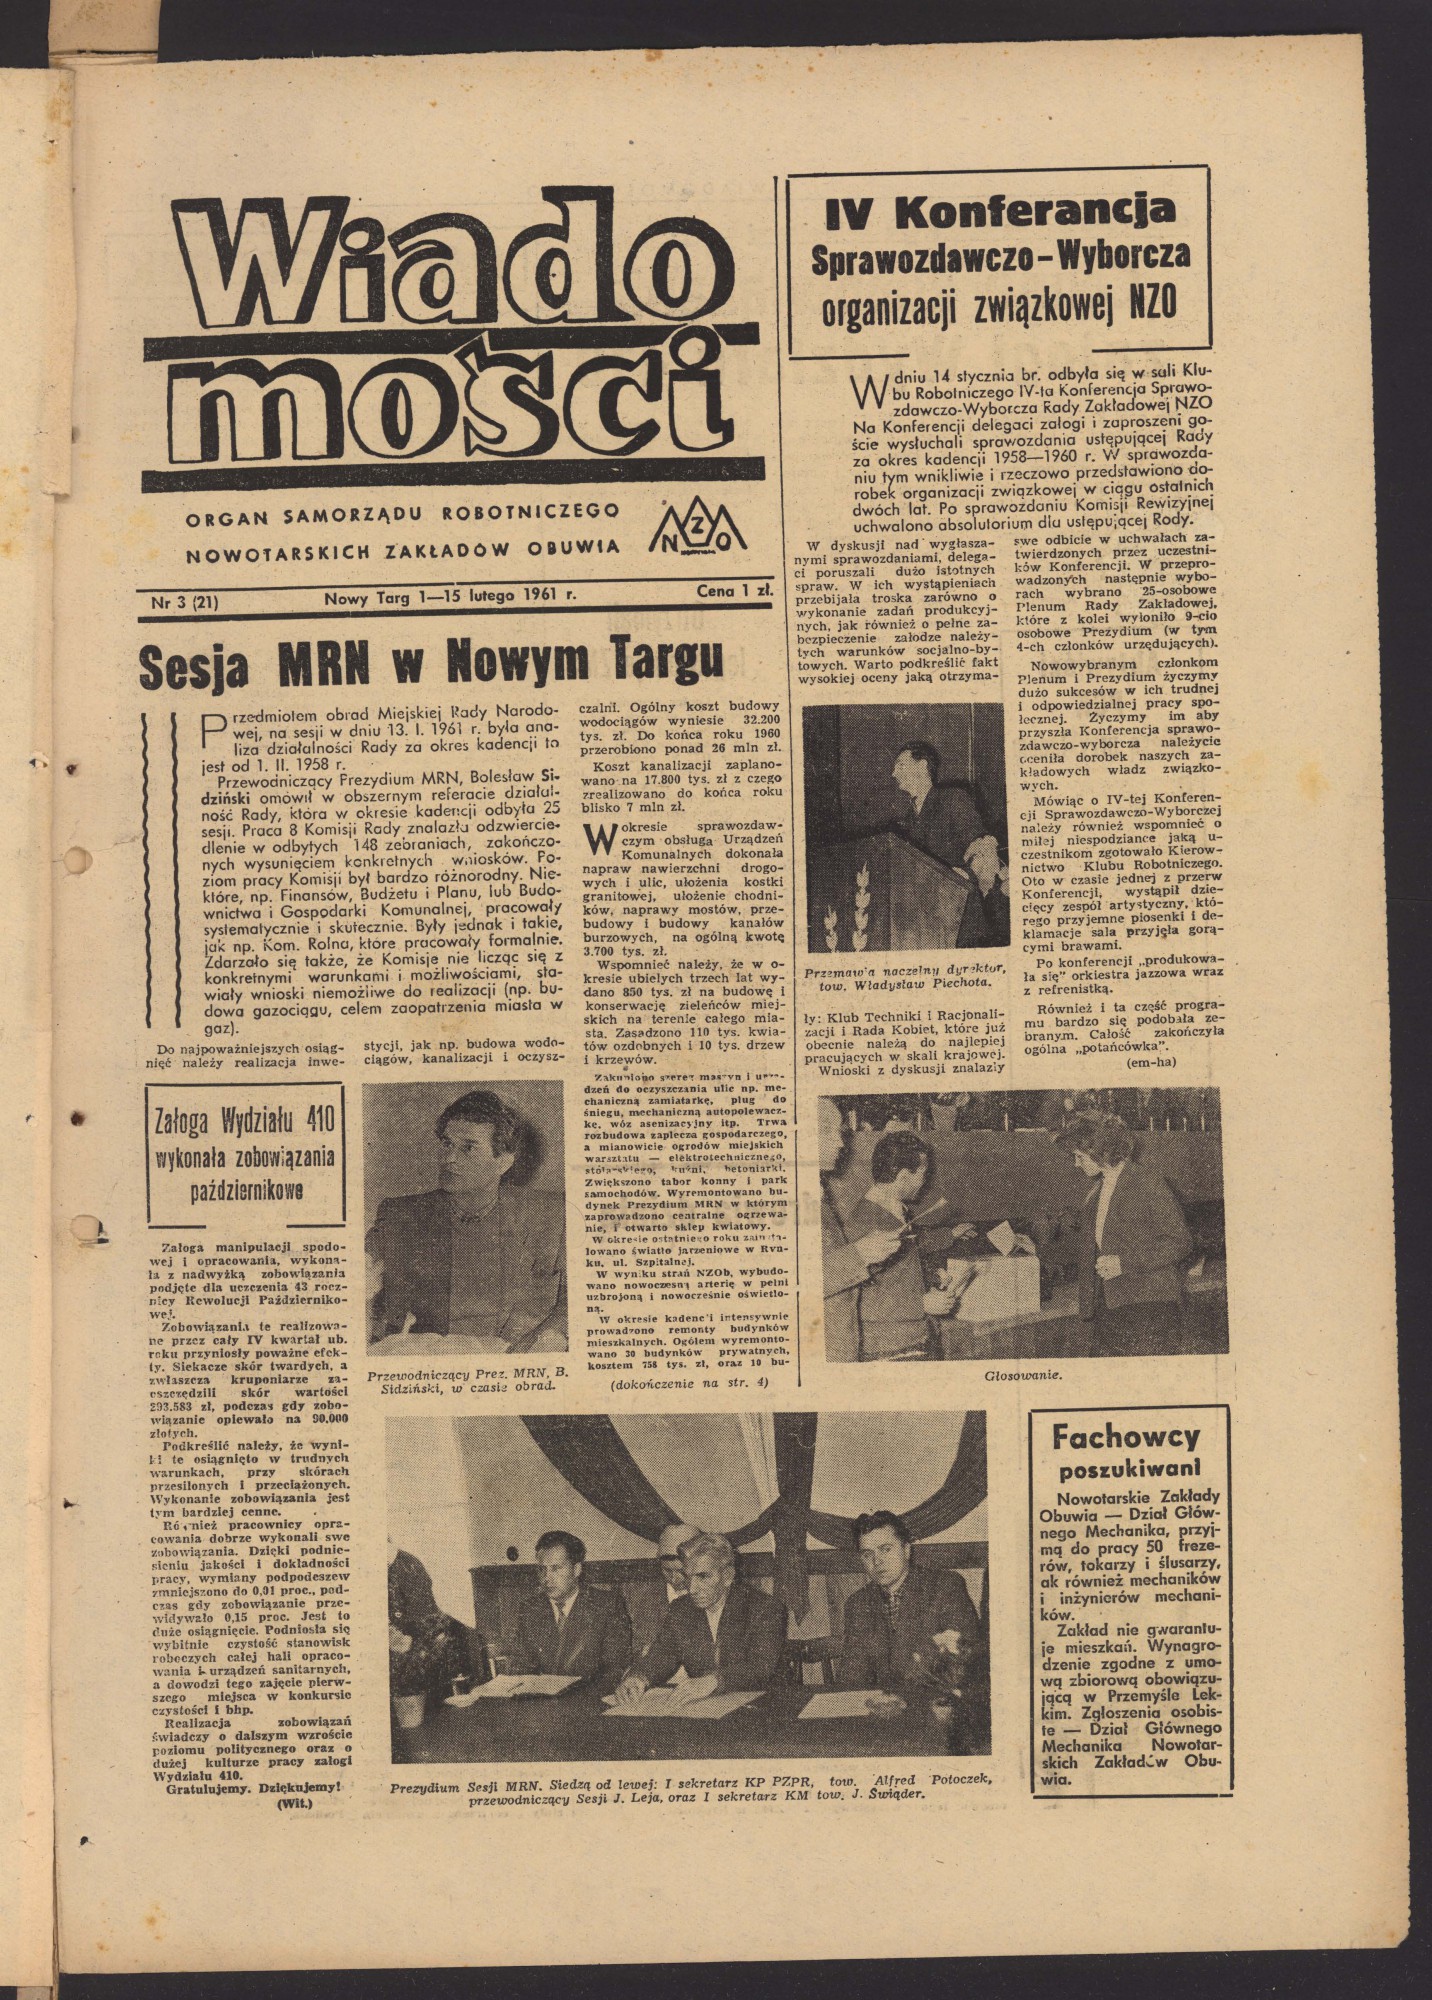 Wiado
mości
ORGAN SAMORZĄDU ROBOTNICZEGO
NOWOTARSKICH ZAKŁADÓW OBUWIA
NZO
Nr 3 (21)
Nowy Targ 1—15 lutego 1961 r.
Cena 1 zł.
Sesja MRN w Nowym Targu
Przedmiotem obrad Miejskiej Rady Narodo-
wej, na sesji w dniu 13. I. 1961 r. była ana-
liza działalności Rady za okres kadencji to
jest od 1. II. 1958 r.
Przewodniczący Prezydium MRN, Bolesław Si-
dziński omówił w obszernym referacie działal-
ność Rady, która w okresie kadencji odbyła 25
sesji. Praca 8 Komisji Rady znalazła odzwiercie-
dlenie w odbytych 148 zebraniach, zakończo-
nych wysunięciem konkretnych wniosków. Po-
ziom pracy Komisji był bardzo różnorodny. Nie-
które, np. Finansów, Budżetu i Planu, lub Budo-
wnictwa i Gospodarki Komunalnej, pracowały
systematycznie i skutecznie. Były jednak i takie,
jak np. Kom. Rolna, które pracowały formalnie.
Zdarzało się także, że Komisje nie licząc się z
konkretnymi warunkami i możliwościami, sta-
wiały wnioski niemożliwe do realizacji (np. bu-
dowa gazociągu, celem zaopatrzenia miasta w
gaz).
Do najpoważniejszych osiąg-
nięć należy realizacja inwe-
stycji, jak np. budowa wodo-
ciągów, kanalizacji i oczysz-
czalni. Ogólny koszt budowy
wodociągów wyniesie 32.200
tys. zł. Do końca roku 1960
przerobiono ponad 26 mln zł.
Koszt kanalizacji zaplano-
wano na 17.800 tys. zł z czego
zrealizowano do końca roku
blisko 7 mln zł.
W okresie sprawozdaw-
czym obsługa Urządzeń
Komunalnych dokonała
napraw nawierzchni drogo-
wych i ulic, ułożenia kostki
granitowej, ułożenie chodni-
ków, naprawy mostów, prze-
budowy i budowy kanałów
burzowych, na ogólną kwotę
3.700 tys. zł.
Wspomnieć należy, że w o-
kresie ubiełych trzech lat wy-
dano 850 tys. zł na budowę i
konserwację zieleńców miej-
skich na terenie całego mia-
sta. Zasadzono 110 tys. kwia-
tów ozdobnych i 10 tys. drzew
i krzewów.
Zakupiono szereg maszyn i urzą-
dzeń do oczyszczania ulic np. me-
chaniczną zamiatarkę, pług do
śniegu, mechaniczną autopolewacz-
kę, wóz asenizacyjny itp. Trwa
rozbudowa zaplecza gospodarczego,
a mianowicie ogrodów miejskich
warsztatu — elektrotechnicznego,
stolarskiego, kuźni, betoniarki.
Zwiększono tabor konny i park
samochodów. Wyremontowano bu-
dynek Prezydium MRN w którym
zaprowadzono centralne ogrzewa-
nie, i otwarto sklep kwiatowy.
W okresie ostatniego roku zainsta-
lowano światło jarzeniowe w Ryn-
ku, ul. Szpitalnej.
W wyniku strań NZOb, wybudo-
wano nowoczesną arterię w pełni
uzbrojoną i nowocześnie oświetlo-
ną.
W okresie kadencji intensywnie
prowadzono remonty budynków
mieszkalnych. Ogółem wyremonto-
wano 30 budynków prywatnych,
kosztem 758 tys. zł, oraz 10 bu-
(dokończenie na str. 4)
Załoga Wydziału 410
wykonała zobowiązania
październikowe
Załoga manipulacji spodo-
wej i opracowania, wykona-
ła z nadwyżką zobowiązania
podjęte dla uczczenia 43 rocz-
nicy Rewolucji Październiko-
wej.
Zobowiązania te realizowa-
ne przez cały IV kwartał ub.
roku przyniosły poważne efek-
ty. Siekacze skór twardych, a
zwłaszcza kruponiarze za-
oszczędzili skór wartości
293.583 zł, podczas gdy zobo-
wiązanie opiewało na 90.000
złotych.
Podkreślić należy, że wyni-
ki te osiągnięto w trudnych
warunkach, przy skórach
przesilonych i przeciążonych.
Wykonanie zobowiązania jest
tym bardziej cenne.
Również pracownicy opra-
cowania dobrze wykonali swe
zobowiązania. Dzięki podnie-
sieniu jakości i dokładności
pracy, wymiany podpodeszew
zmniejszono do 0,01 proc., pod-
czas gdy zobowiązanie prze-
widywało 0,15 proc. Jest to
duże osiągnięcie. Podniosła się
wybitnie czystość stanowisk
roboczych całej hali opraco-
wania i urządzeń sanitarnych,
a dowodzi tego zajęcie pierw-
szego miejsca w konkursie
czystości i bhp.
Realizacja zobowiązań
świadczy o dalszym wzroście
poziomu politycznego oraz o
dużej kulturze pracy załogi
Wydziału 410.
Gratulujemy. Dziękujemy!
(Wit.)
Przewodniczący Prez. MRN, B.
Sidziński, w czasie obrad.
Prezydium Sesji MRN. Siedzą od lewej: I sekretarz KP PZPR, tow. Alfred Potoczek,
przewodniczący Sesji J. Leja, oraz I sekretarz KM tow. J. Świąder.
IV Konferancja
Sprawozdawczo-Wyborcza
organizacji związkowej NZO
W dniu 14 stycznia br. odbyła się w sali Klu-
bu Robotniczego IV-ta Konferencja Sprawo-
zdawczo-Wyborcza Rady Zakładowej NZO
Na Konferencji delegaci załogi i zaproszeni go-
ście wysłuchali sprawozdania ustępującej Rady
za okres kadencji 1958—1960 r. W sprawozda-
niu tym wnikliwie i rzeczowo przedstawiono do-
robek organizacji związkowej w ciągu ostatnich
dwóch lat. Po sprawozdaniu Komisji Rewizyjnej
uchwalono absolutorium dla ustępującej Rady.
W dyskusji nad wygłasza-
nymi sprawozdaniami, delega-
ci poruszali dużo istotnych
spraw. W ich wystąpieniach
przebijała troska zarówno o
wykonanie zadań produkcyj-
nych, jak również o pełne za-
bezpieczenie załodze należy-
tych warunków socjalno-by-
towych. Warto podkreślić fakt
wysokiej oceny jaką otrzyma-
Przemawia naczelny dyrektor,
tow. Władysław Piechota.
ły: Klub Techniki i Racjonali-
zacji i Rada Kobiet, które już
obecnie należą do najlepiej
pracujących w skali krajowej.
Wnioski z dyskusji znalazły
swe odbicie w uchwałach za-
twierdzonych przez uczestni-
ków Konferencji. W przepro-
wadzonych następnie wybo-
rach wybrano 25-osobowe
Plenum Rady Zakładowej,
które z kolei wyłoniło 9-cio
osobowe Prezydium (w tym
4-ch członków urzędujących).
Nowowybranym członkom
Plenum i Prezydium życzymy
dużo sukcesów w ich trudnej
i odpowiedzialnej pracy spo-
łecznej. Życzymy im aby
przyszła Konferencja sprawo-
zdawczo-wyborcza należycie
oceniła dorobek naszych za-
kładowych władz związko-
wych.
Mówiąc o IV-tej Konferen-
cji Sprawozdawczo-Wyborczej
należy również wspomnieć o
miłej niespodziance jaką u-
czestnikom zgotowało Kierow-
nictwo Klubu Robotniczego.
Oto w czasie jednej z przerw
Konferencji, wystąpił dzie-
cięcy zespół artystyczny, któ-
rego przyjemne piosenki i de-
klamacje sala przyjęła gorą-
cymi brawami.
Po konferencji „produkowa-
ła się” orkiestra jazzowa wraz
z refrenistką.
Również i ta część progra-
mu bardzo się podobała ze-
branym. Całość zakończyła
ogólna „potańcówka”.
(em-ha)
Głosowanie.
Fachowcy
poszukiwani
Nowotarskie Zakłady
Obuwia — Dział Głów-
nego Mechanika, przyj-
mą do pracy 50 freze-
rów, tokarzy i ślusarzy,
ak również mechaników
i inżynierów mechani-
ków.
Zakład nie gwarantu-
je mieszkań. Wynagro-
dzenie zgodne z umo-
wą zbiorową obowiązu-
jącą w Przemyśle Lek-
kim. Zgłoszenia osobis-
te — Dział Głównego
Mechanika Nowotar-
skich Zakładów Obu-
wia.